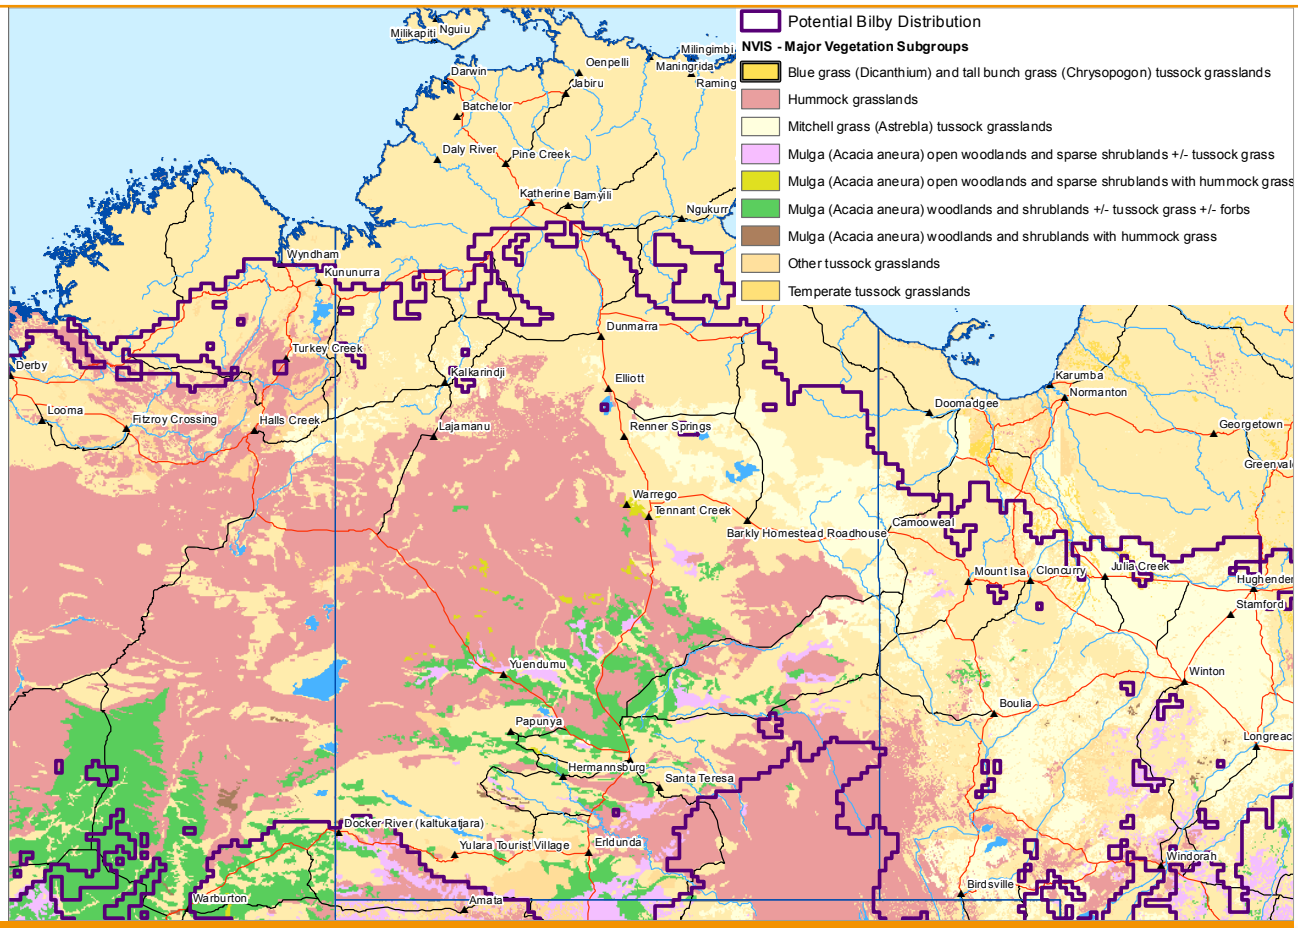 Potential Bilby Distribution
NVIS - Major Vegetation Subgroups
Blue grass (Dicanthium) and tall bunch grass (Chrysopogon) tussock grasslands
Hummock grasslands
Mitchell grass (Astrebla) tussock grasslands
Mulga (Acacia aneura) open woodlands and sparse shrublands +/- tussock grass
Mulga (Acacia aneura) open woodlands and sparse shrublands with hummock grass
Mulga (Acacia aneura) woodlands and shrublands +/- tussock grass +/- forbs
Mulga (Acacia aneura) woodlands and shrublands with hummock grass
Other tussock grasslands
Temperate tussock grasslands
Milikapiti
Nguiu
Darwin
Oenpelli
Milingimbi
Maningrida
Raming
Jabiru
Batchelor
Daly River
Pine Creek
Katherine
Bamyili
Ngukurr
Wyndham
Kununurra
Dunmarra
Turkey Creek
Derby
Kalkarindji
Elliott
Karumba
Normanton
Doomadgee
Looma
Fitzroy Crossing
Halls Creek
Lajamanu
Renner Springs
Georgetown
Greenval
Warrego
Tennant Creek
Camooweal
Barkly Homestead Roadhouse
Mount Isa
Cloncurry
Julia Creek
Hughender
Stamford
Yuendumu
Winton
Boulia
Papunya
Longreac
Hermannsburg
Santa Teresa
Docker River (kaltukatjara)
Yulara Tourist Village
Erldunda
Windorah
Birdsville
Warburton
Amata